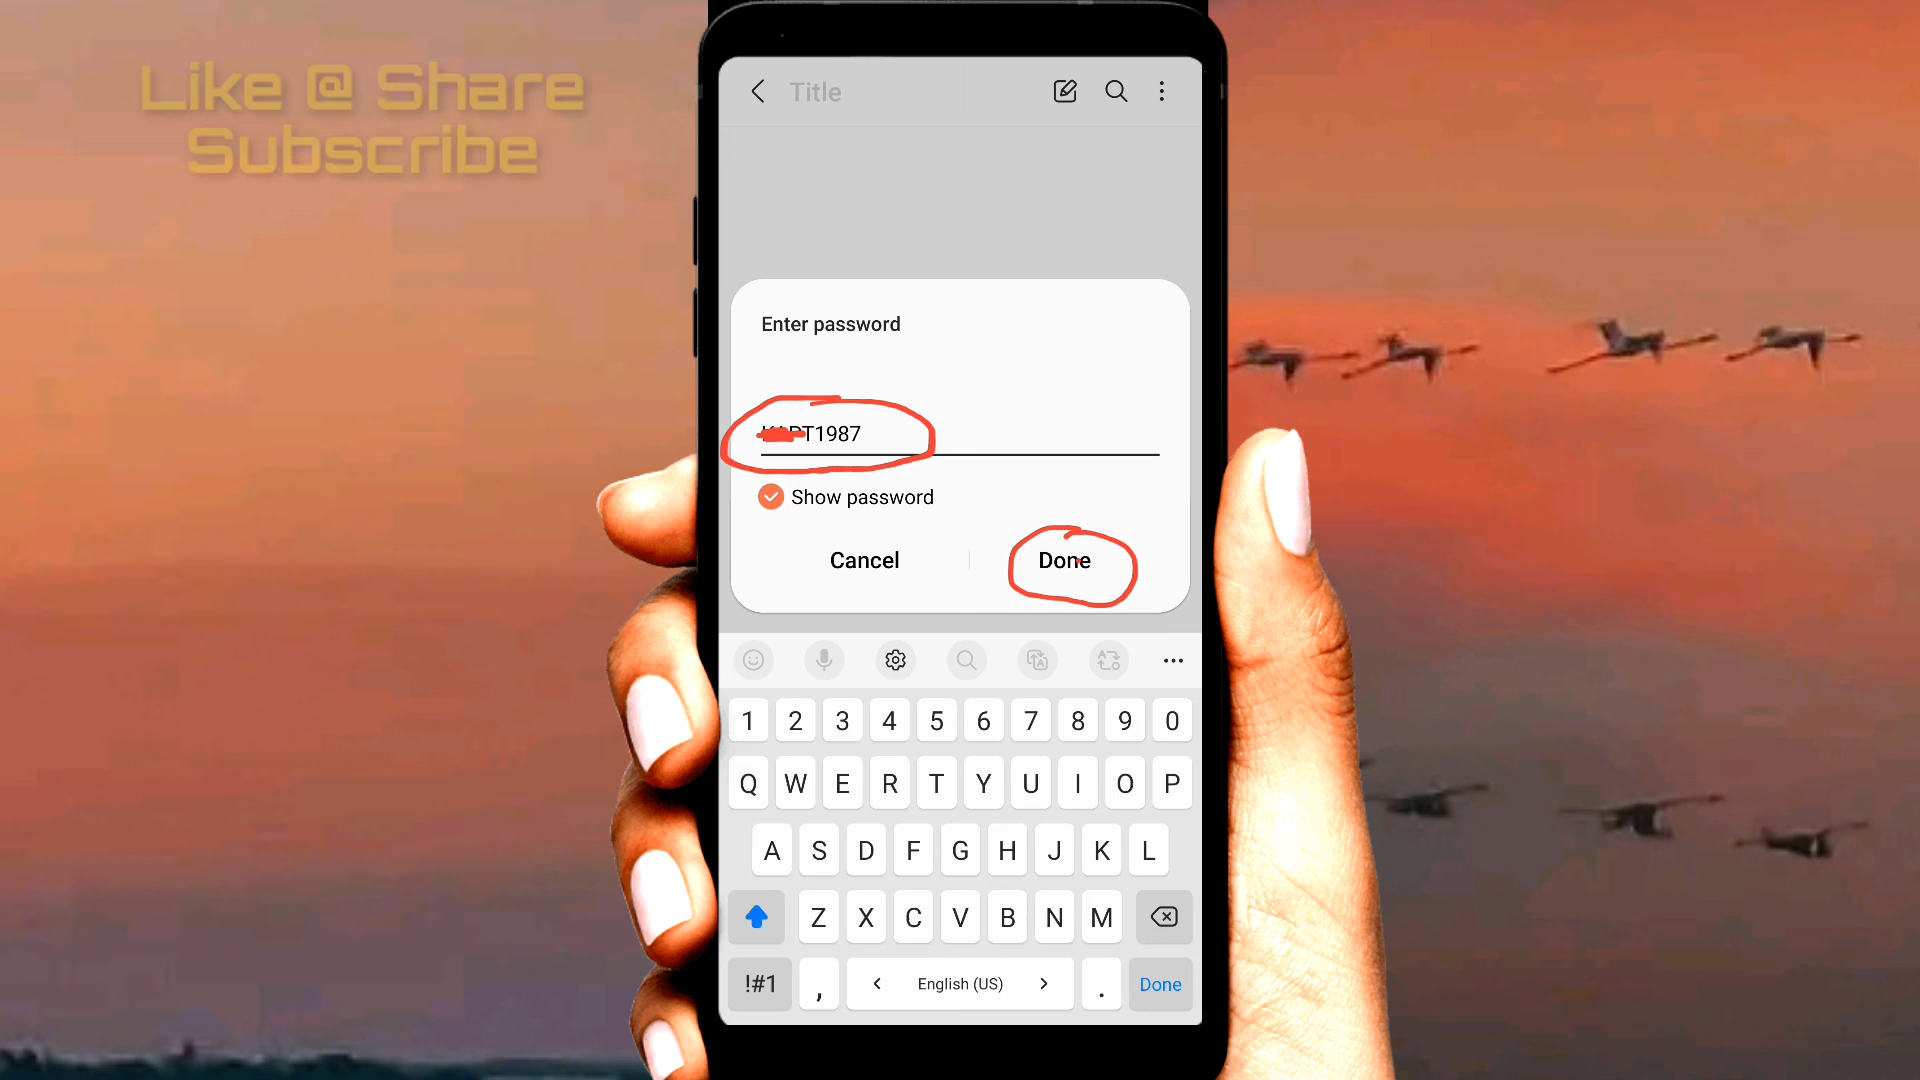 Like @ Share
Subscribe
Title
Enter password
T1987
Show password
Cancel
Done
1 2 3 4 5 6 7 8 9 0
Q W E R T Y U I O P
A S D F G H J K L
Z X C V B N M
!#1 , < English (US) > . Done